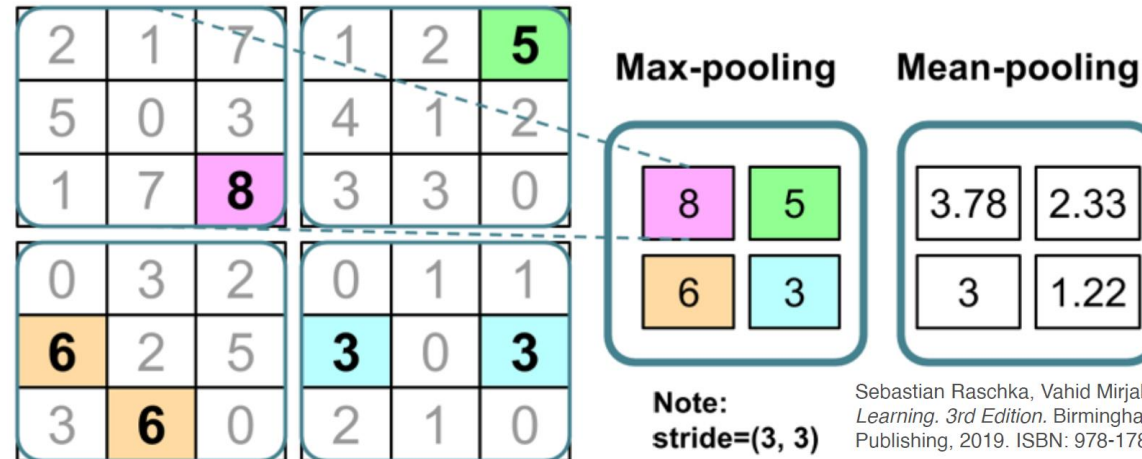 2 1 7 1 2 5
5 0 3 4 1 2
1 7 8 3 3 0
0 3 2 0 1 1
6 2 5 3 0 3
3 6 0 2 1 0
Max-pooling
8 5
6 3
Mean-pooling
3.78 2.33
3 1.22
Note:
stride=(3, 3)
Sebastian Raschka, Vahid Mirjal
Learning. 3rd Edition. Birmingha
Publishing, 2019. ISBN: 978-178